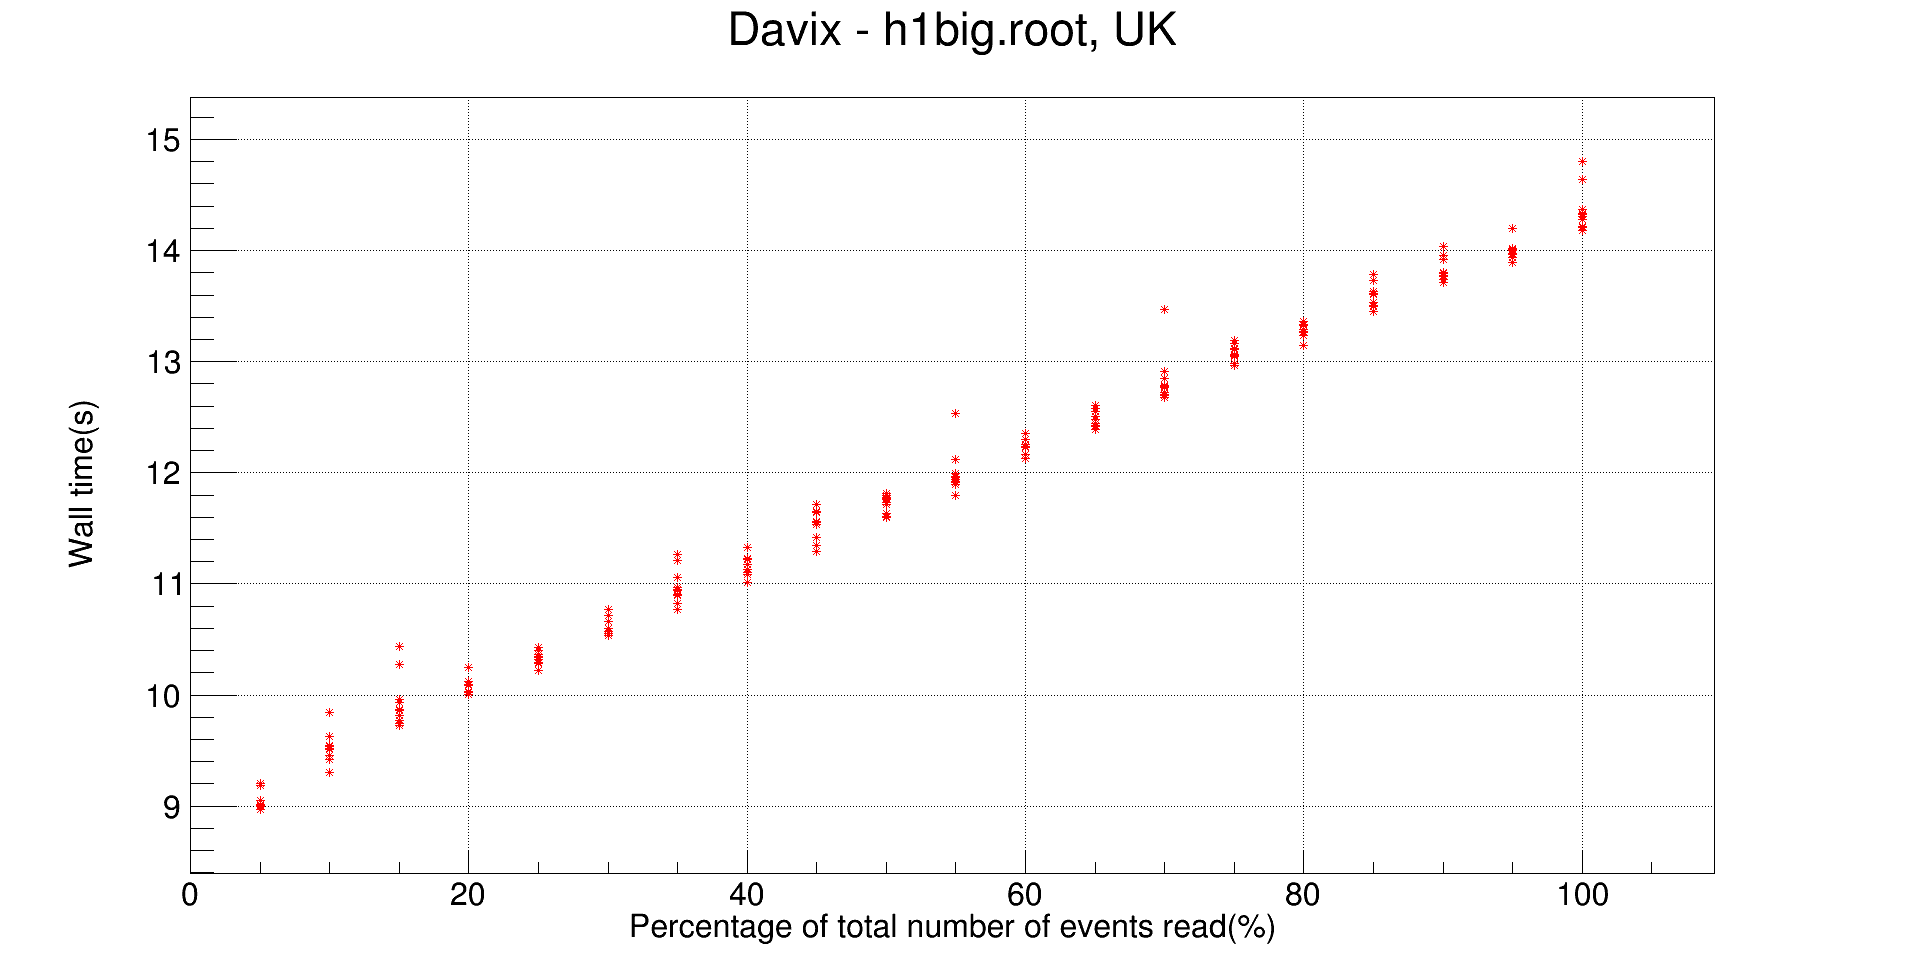 Davix - h1big.root, UK
15
14
13
12
11
10
9
Wall time(s)
0 20 40 60 80 100
Percentage of total number of events read(%)